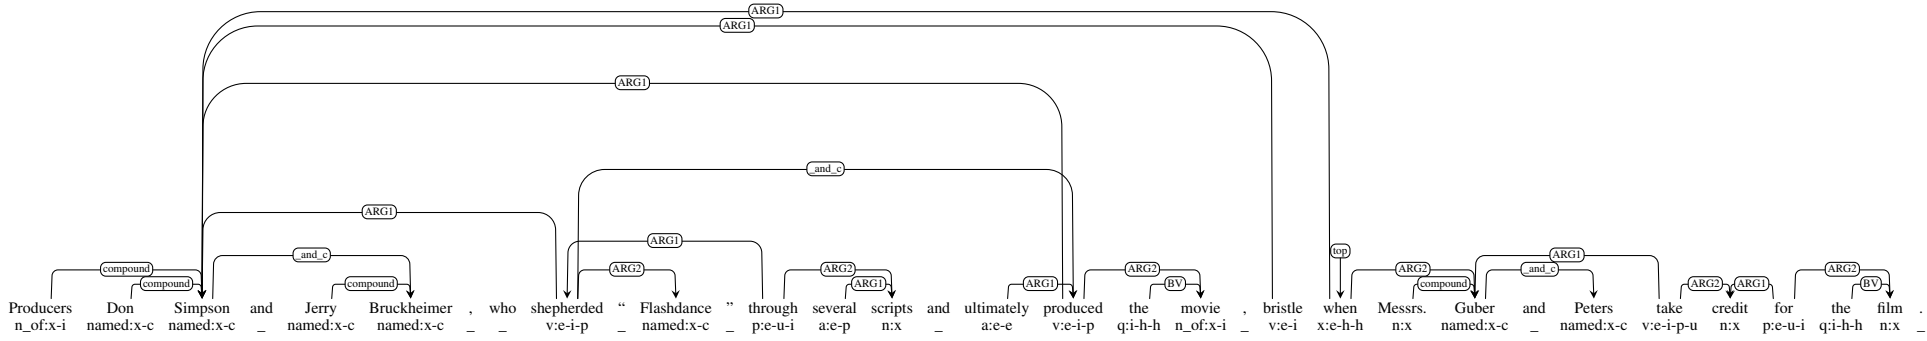 ARG1
ARG1
ARG1
_and_c
ARG1
ARG1
_and_c
top
ARG1
compound
ARG2
ARG2
ARG2
ARG2
_and_c
ARG2
compound
compound
ARG1
ARG1
BV
compound
ARG2
ARG1
BV
Producers Don Simpson and Jerry Bruckheimer , who shepherded “ Flashdance ” through several scripts and ultimately produced the movie , bristle when Messrs. Guber and Peters take credit for the film .
n_of:x-i named:x-c named:x-c _ named:x-c named:x-c _ _ v:e-i-p _ named:x-c _ p:e-u-i a:e-p n:x _ a:e-e v:e-i-p q:i-h-h n_of:x-i _ v:e-i x:e-h-h n:x named:x-c _ named:x-c v:e-i-p-u n:x p:e-u-i q:i-h-h n:x _